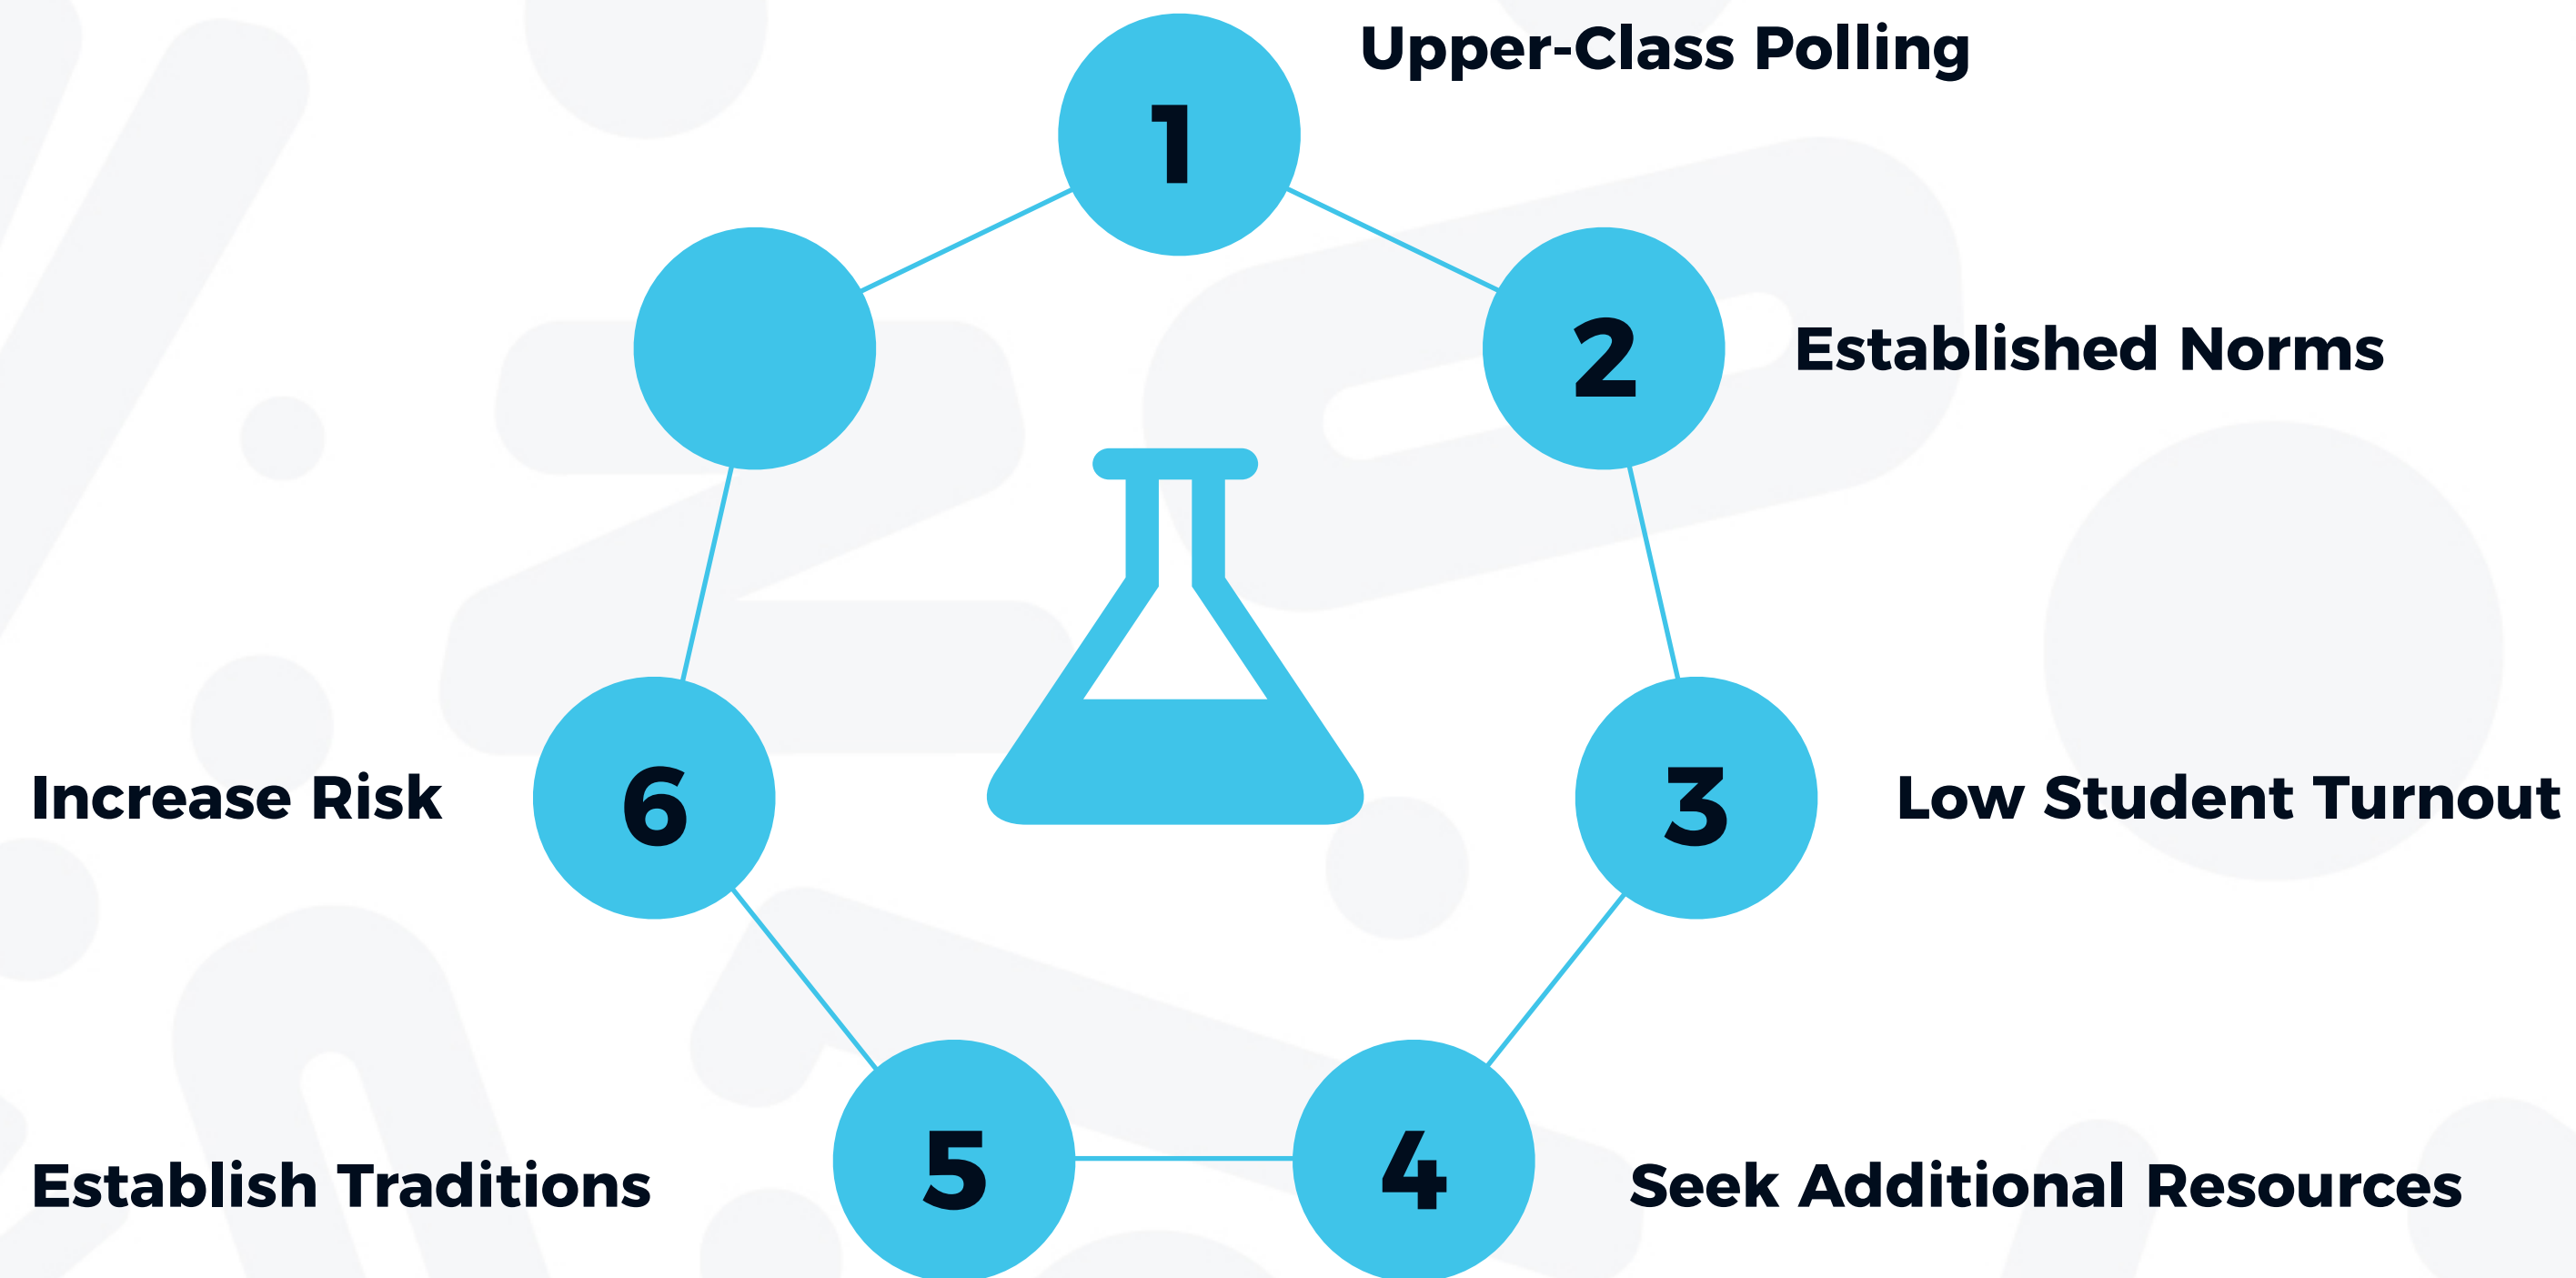 1
Upper-Class Polling
2
Established Norms
3
Low Student Turnout
4
Seek Additional Resources
5
Establish Traditions
6
Increase Risk